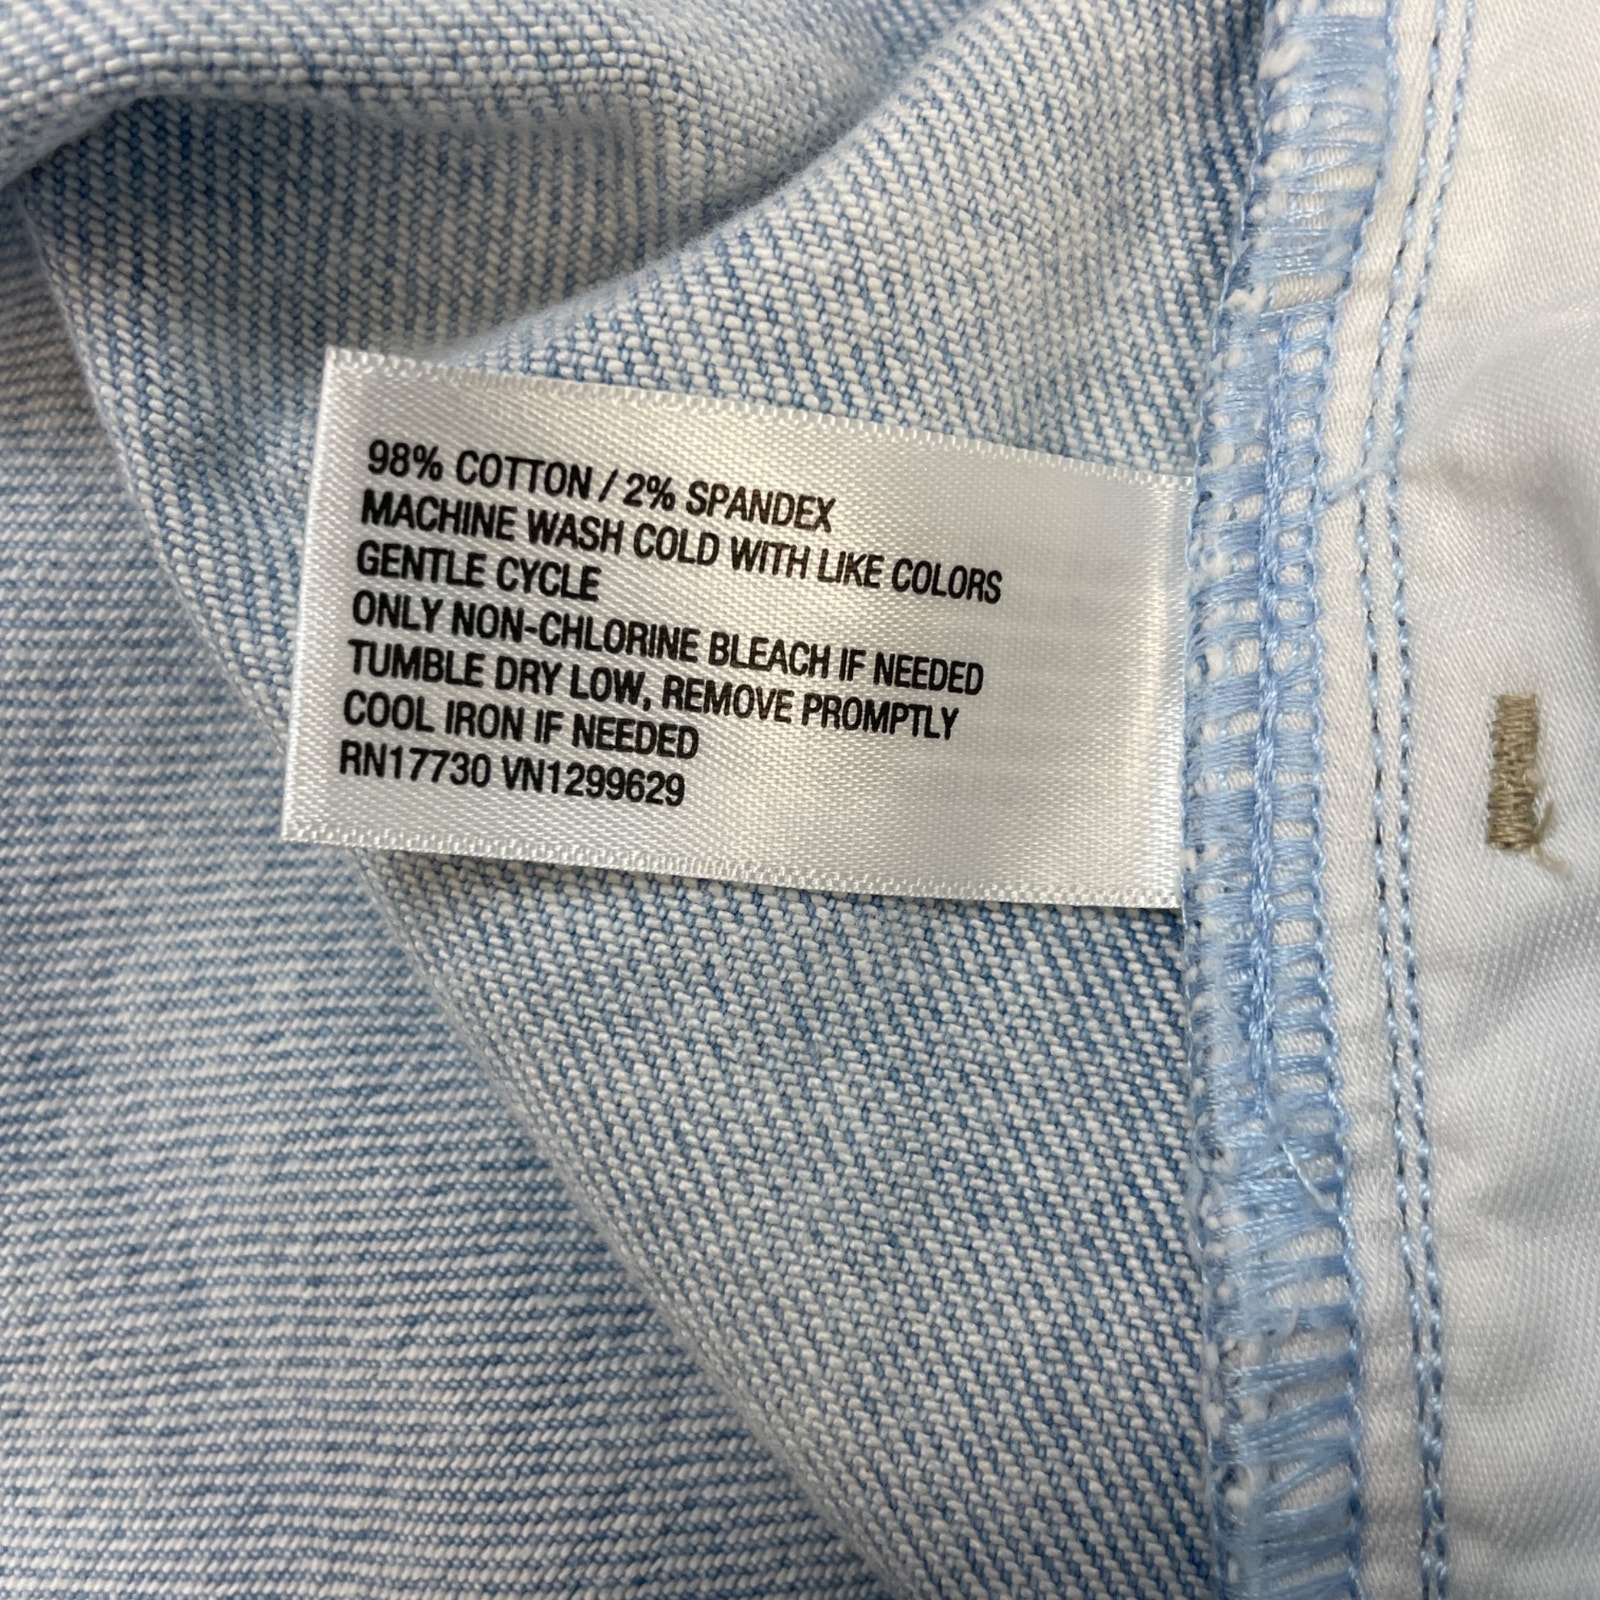 98% COTTON / 2% SPANDEX
MACHINE WASH COLD WITH LIKE COLORS
GENTLE CYCLE
ONLY NON-CHLORINE BLEACH IF NEEDED
TUMBLE DRY LOW, REMOVE PROMPTLY
COOL IRON IF NEEDED
RN17730 VN1299629